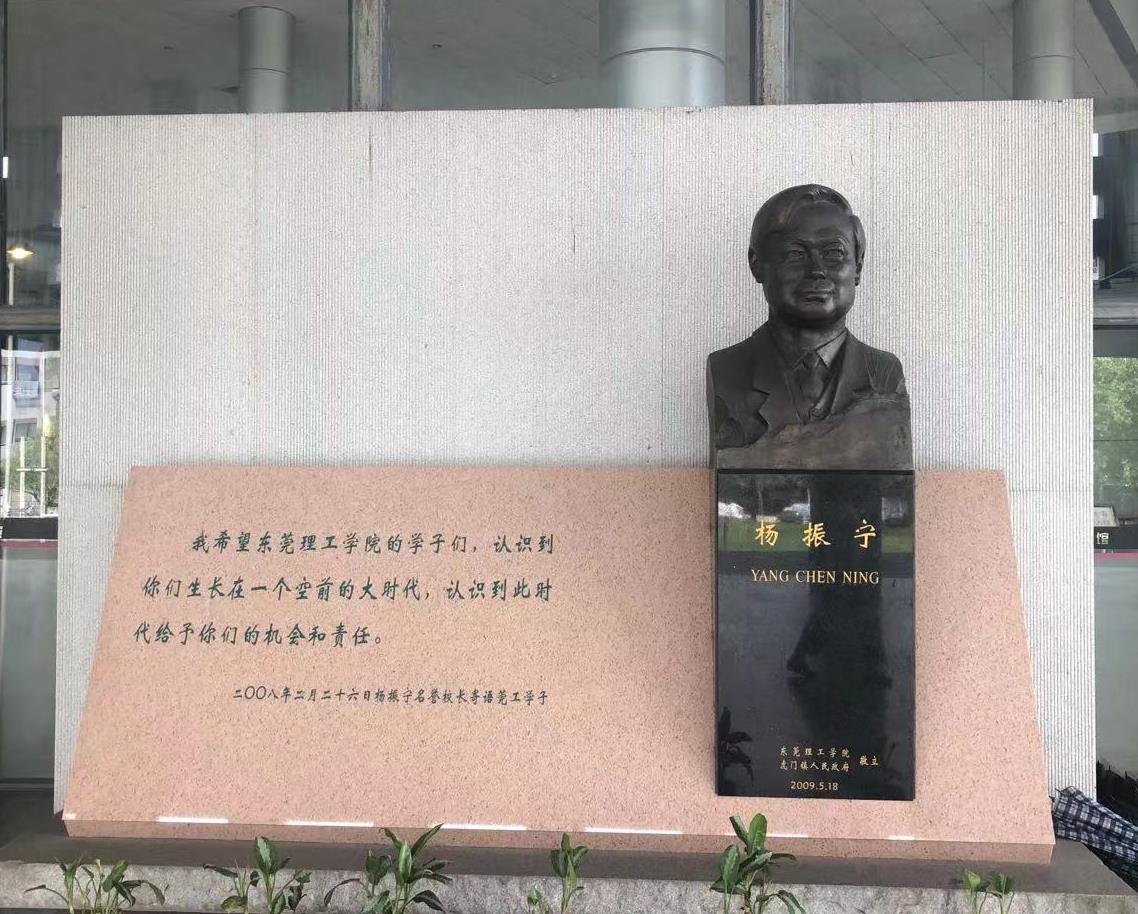 我希望东莞理工学院的学子们，认识到
你们生长在一个空前的大时代，认识到此时
代给予你们的机会和责任。
二〇〇八年二月二十六日杨振宁名誉校长寄语莞工学子
杨振宁
YANG CHEN NING
东莞理工学院
虎门镇人民政府 敬立
2009.5.18
馆